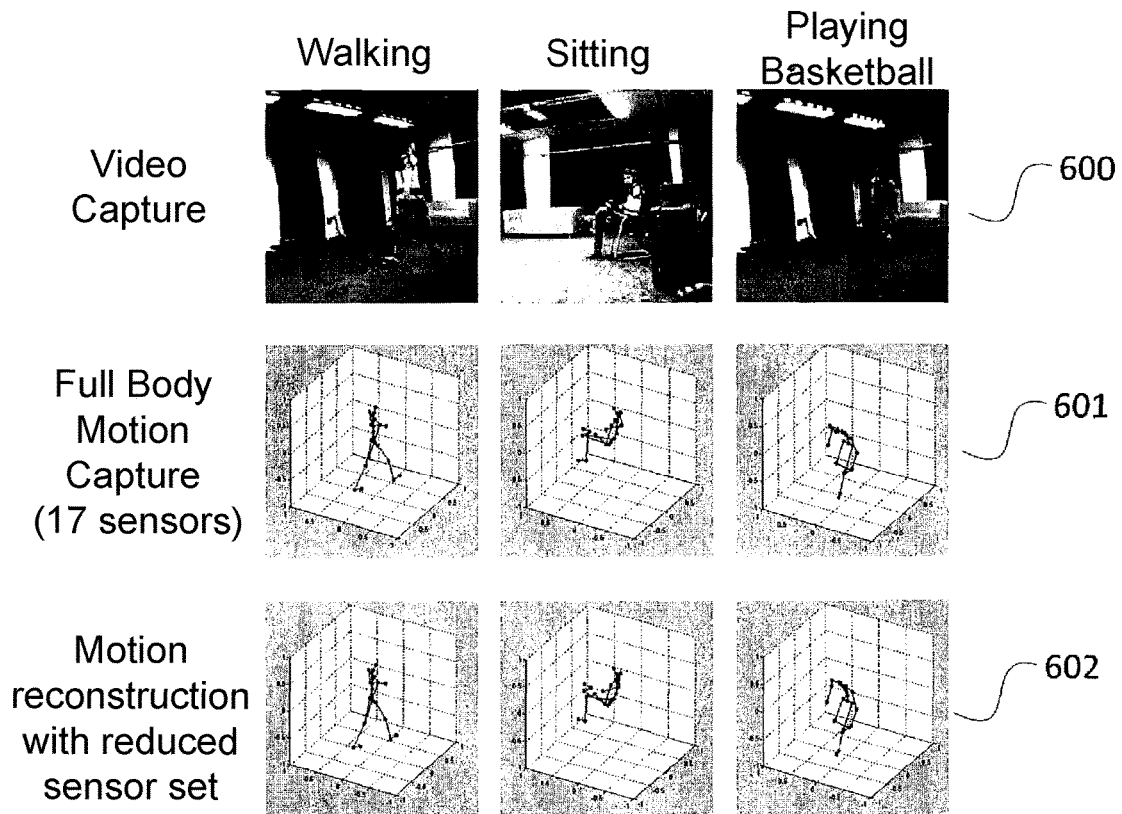 Walking
Sitting
Playing
Basketball
Video
Capture
600
Full Body
Motion
Capture
(17 sensors)
601
Motion
reconstruction
with reduced
sensor set
602